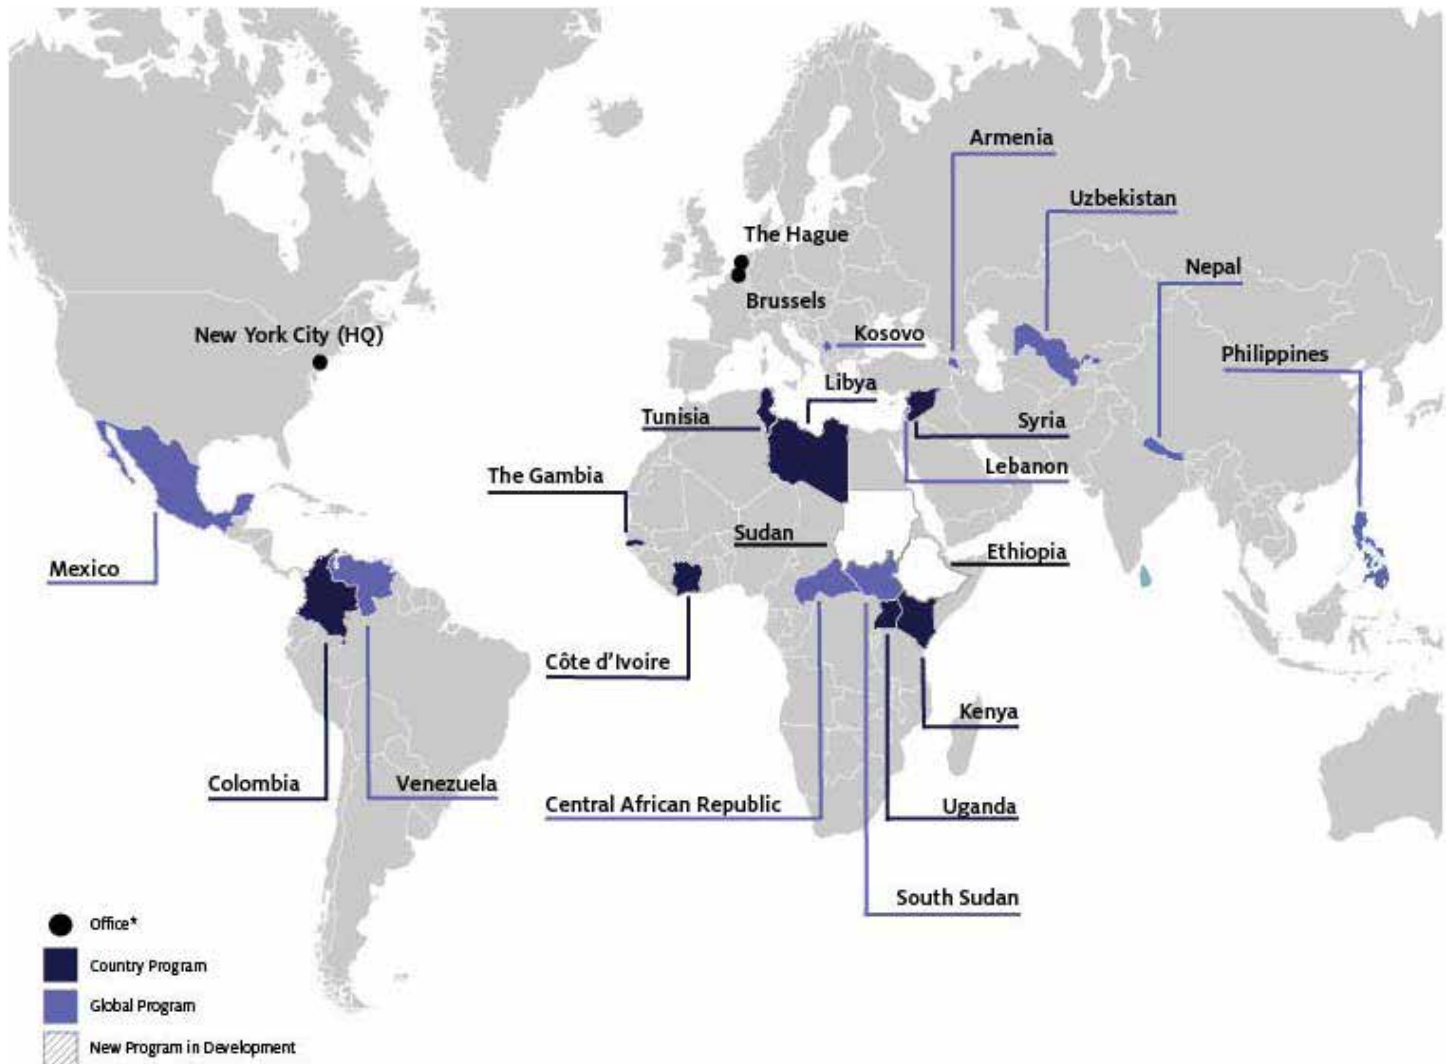 Armenia
Uzbekistan
The Hague
Nepal
Brussels
New York City (HQ)
Kosovo
Philippines
Libya
Tunisia
Syria
Lebanon
The Gambia
Sudan
Ethiopia
Mexico
Côte d'Ivoire
Kenya
Colombia
Venezuela
Central African Republic
Uganda
South Sudan
Office*
Country Program
Global Program
New Program in Development